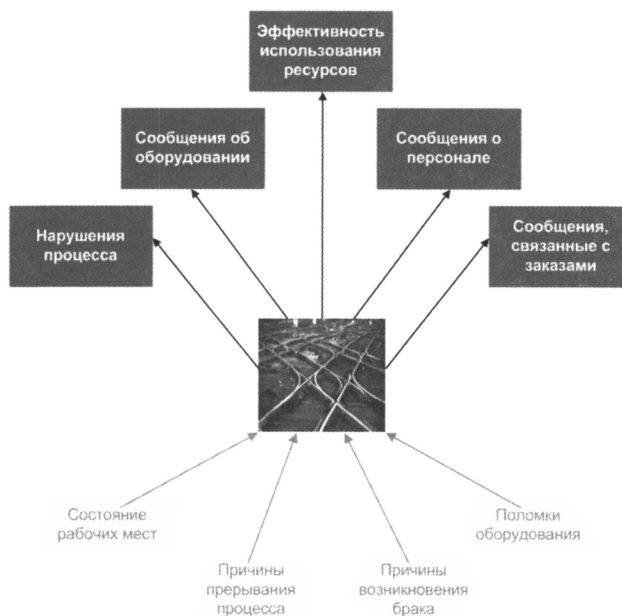 Эффективность
использования
ресурсов
Сообщения об
оборудовании
Сообщения о
персонале
Нарушения
процесса
Сообщения,
связанные с
заказами
Состояние
рабочих мест
Поломки
оборудования
Причины
прерывания
процесса
Причины
возникновения
брака